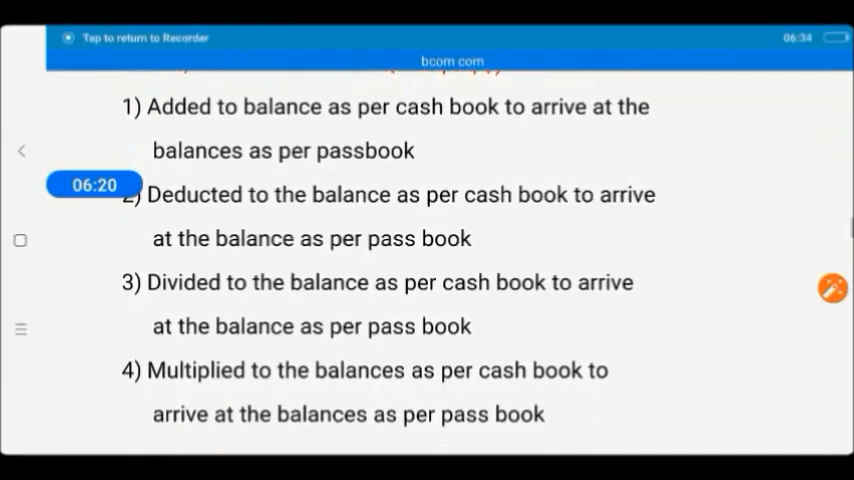 Tap to return to Recorder
06:34
bcom com
1) Added to balance as per cash book to arrive at the
balances as per passbook
06:20
2) Deducted to the balance as per cash book to arrive
at the balance as per pass book
3) Divided to the balance as per cash book to arrive
at the balance as per pass book
4) Multiplied to the balances as per cash book to
arrive at the balances as per pass book